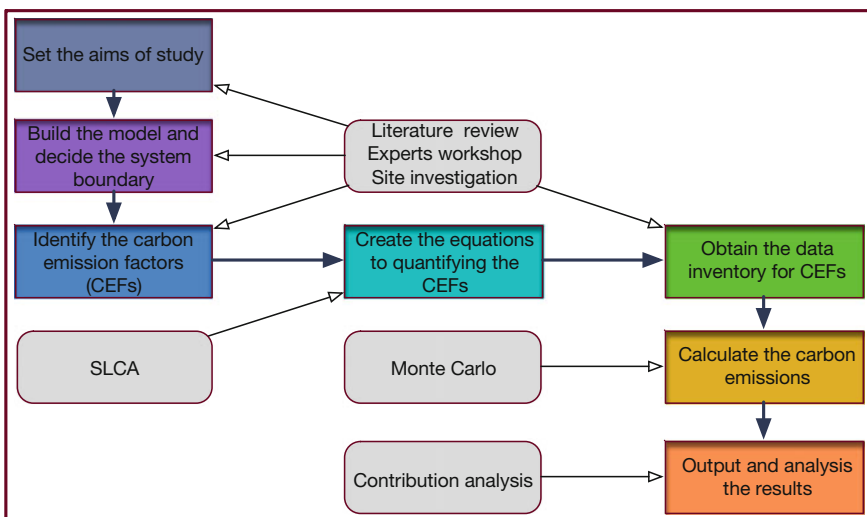 Set the aims of study
Build the model and
decide the system
boundary
Literature review
Experts workshop
Site investigation
Identify the carbon
emission factors
(CEFs)
Create the equations
to quantifying the
CEFs
Obtain the data
inventory for CEFs
SLCA
Monte Carlo
Calculate the carbon
emissions
Contribution analysis
Output and analysis
the results